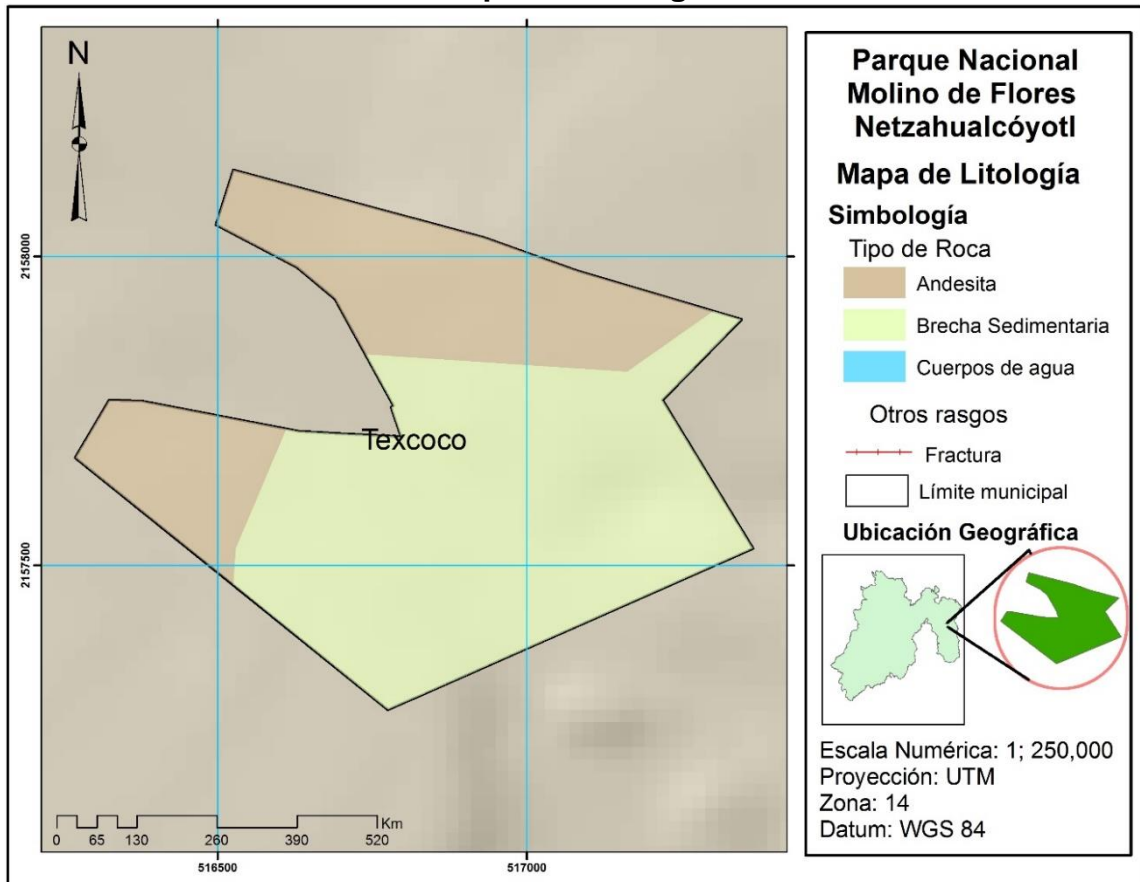 N
2158000
2157500
Texcoco
Km
0 65 130 260 390 520
516500 517000
Parque Nacional
Molino de Flores
Netzahualcóyotl
Mapa de Litología
Simbología
Tipo de Roca
Andesita
Brecha Sedimentaria
Cuerpos de agua
Otros rasgos
Fractura
Límite municipal
Ubicación Geográfica
Escala Numérica: 1; 250,000
Proyección: UTM
Zona: 14
Datum: WGS 84